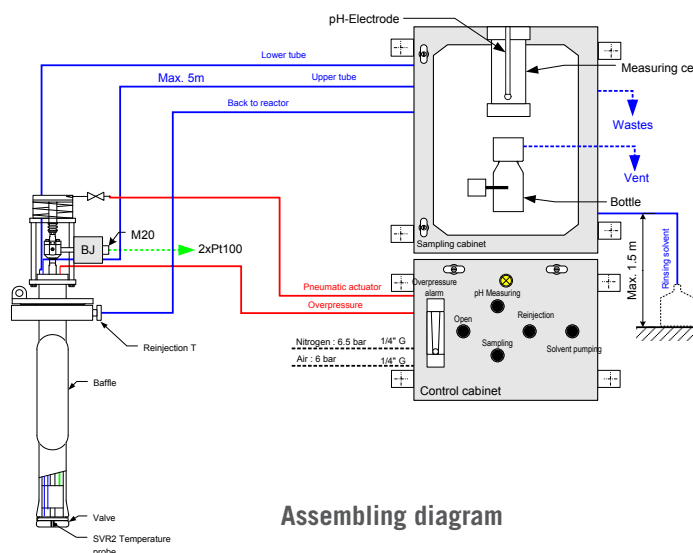 pH-Electrode
Lower tube
Max. 5m
Upper tube
Measuring ce
Back to reactor
Wastes
Vent
M20
BJ
2xPt100
Bottle
Sampling cabinet
Max. 1.5 m
Rinsing solvent
Pneumatic actuator
Overpressure
Overpressure
alarm
pH Measuring
Open
Reinjection
Sampling
Solvent pumping
Nitrogen : 6.5 bar
1/4" G
Air : 6 bar
1/4" G
Control cabinet
Reinjection T
Baffle
Valve
SVR2 Temperature
probe
Assembling diagram